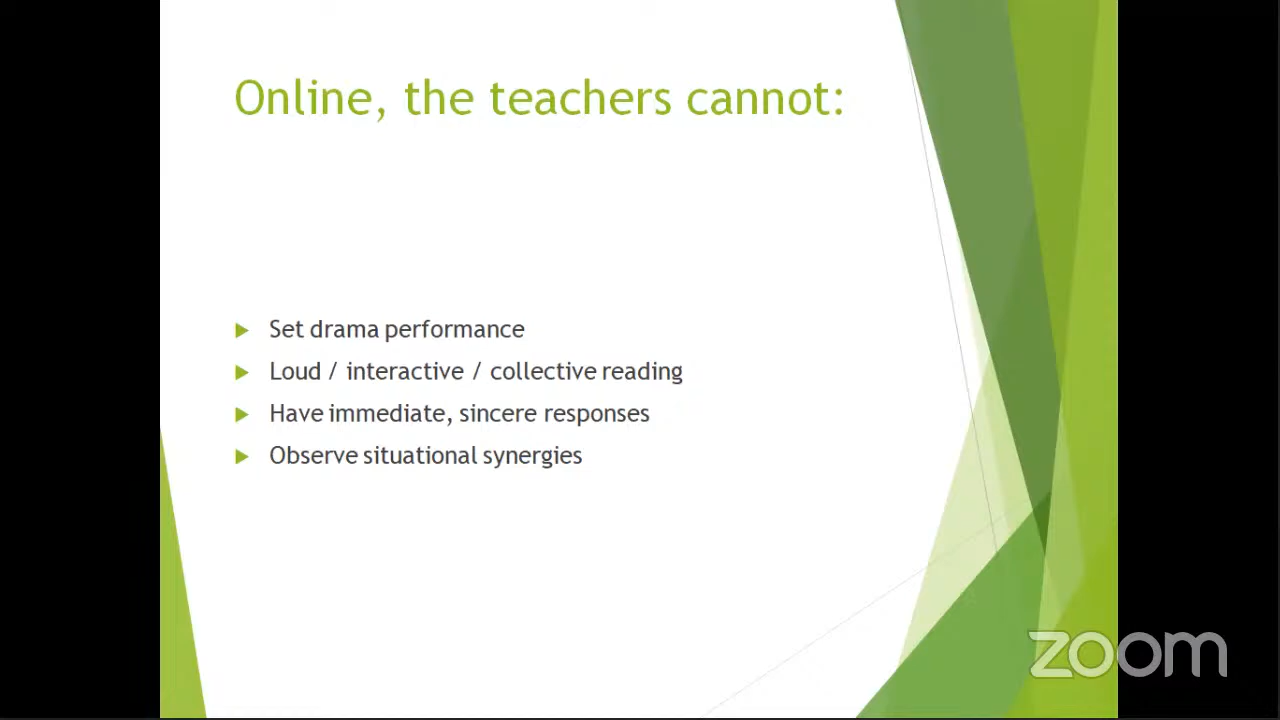 Online, the teachers cannot:
Set drama performance
Loud / interactive / collective reading
Have immediate, sincere responses
Observe situational synergies
zoom